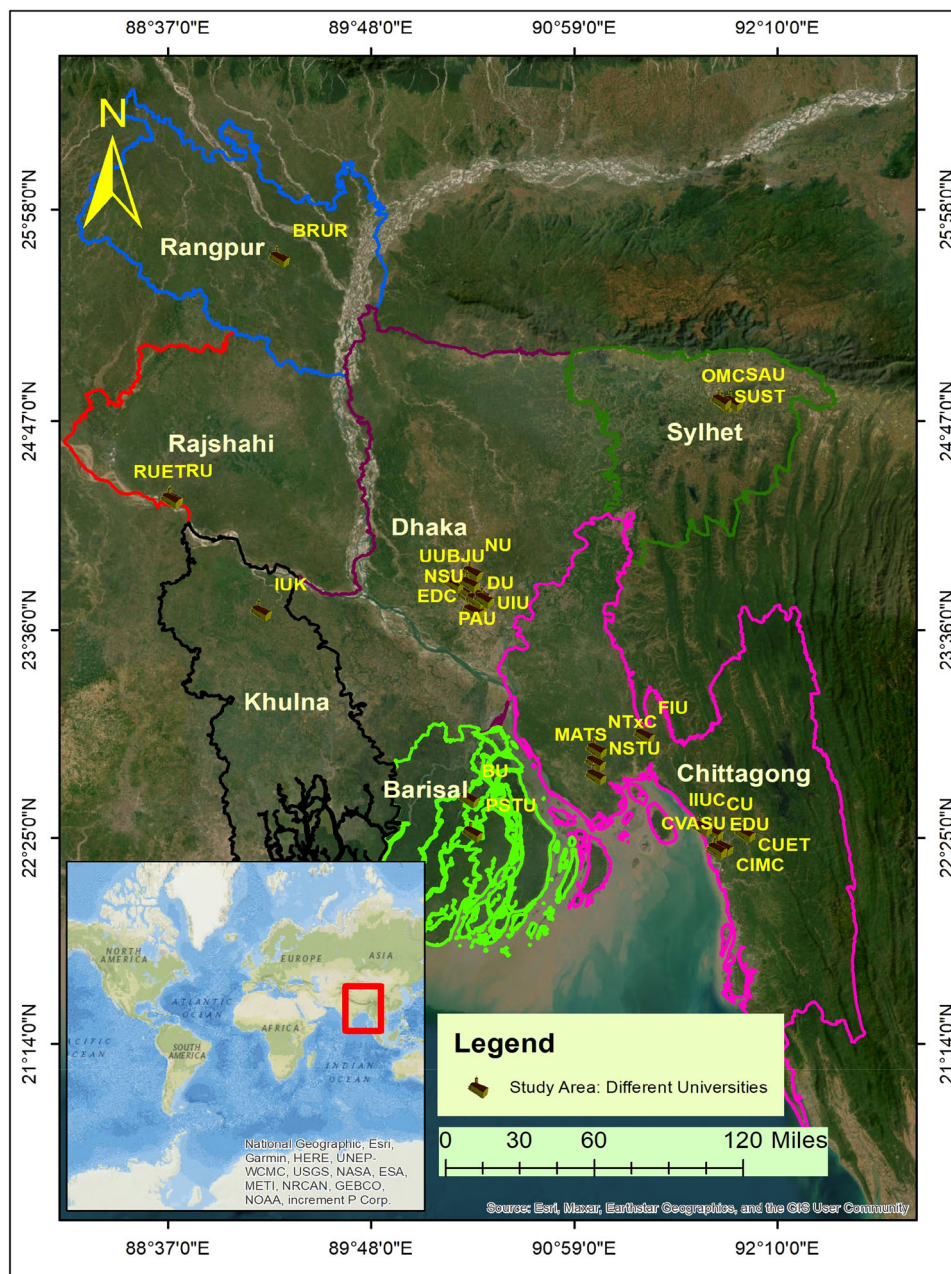 88°37'0"E 89°48'0"E 90°59'0"E 92°10'0"E
N
25°58'0"N 25°58'0"N
BRUR
Rangpur
OMC SAU
SUST
24°47'0"N 24°47'0"N
Sylhet
Rajshahi
RUET RU
Dhaka
NU
UUBJU
NSU DU
EDC UIU
PAU
IUK
23°36'0"N 23°36'0"N
Khulna
FIU
NTxC
MATS NSTU
BU
Barisal
PSTU
Chittagong
IIUC CU
CVASU EDU
CUET
CIMC
22°25'0"N 22°25'0"N
NORTH
AMERICA
EUROPE
ASIA
ATLANTIC
OCEAN
AFRICA
SOUTH
AMERICA
PACIFIC
OCEAN
INDIAN
OCEAN
National Geographic, Esri,
Garmin, HERE, UNEP-
WCMC, USGS, NASA, ESA,
METI, NRCAN, GEBCO,
NOAA, increment P Corp.
21°14'0"N 21°14'0"N
Legend
Study Area: Different Universities
0 30 60 120 Miles
Source: Esri, Maxar, Earthstar Geographics, and the GIS User Community
88°37'0"E 89°48'0"E 90°59'0"E 92°10'0"E